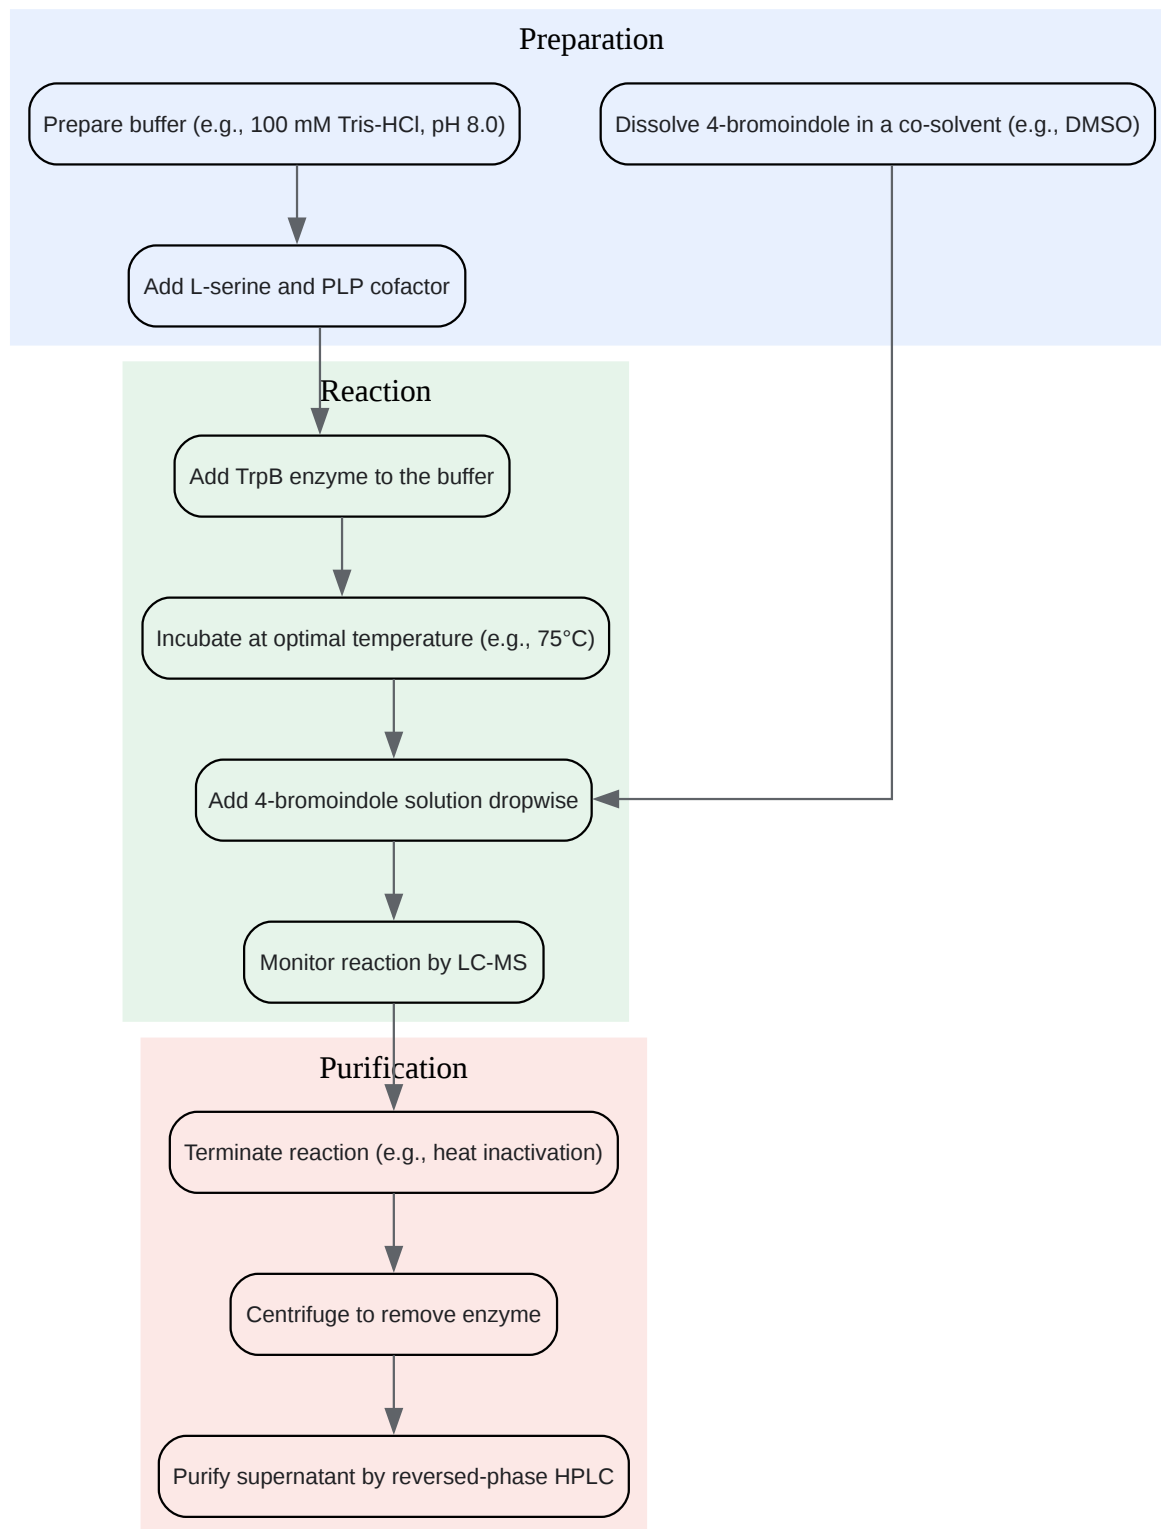 Preparation
Prepare buffer (e.g., 100 mM Tris-HCl, pH 8.0)
Dissolve 4-bromoindole in a co-solvent (e.g., DMSO)
Add L-serine and PLP cofactor
Reaction
Add TrpB enzyme to the buffer
Incubate at optimal temperature (e.g., 75°C)
Add 4-bromoindole solution dropwise
Monitor reaction by LC-MS
Purification
Terminate reaction (e.g., heat inactivation)
Centrifuge to remove enzyme
Purify supernatant by reversed-phase HPLC